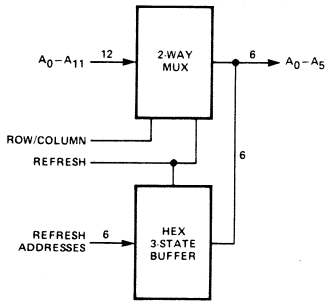 A0–A11
12
2-WAY
MUX
6
A0–A5
ROW/COLUMN
REFRESH
6
REFRESH
ADDRESSES
6
HEX
3-STATE
BUFFER